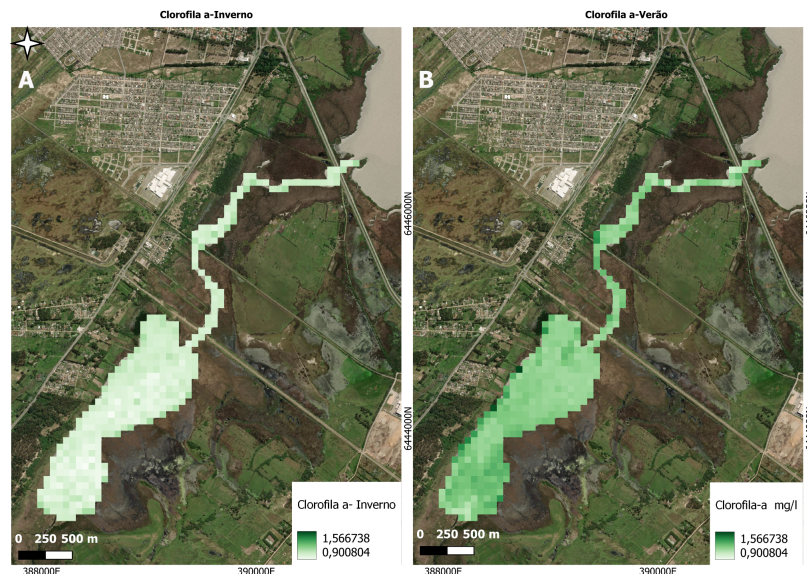 Clorofila a-Inverno
Clorofila a-Verão
A
B
6446000N
6444000N
Clorofila a- Inverno
1,566738
0,900804
Clorofila-a mg/l
1,566738
0,900804
0 250 500 m
0 250 500 m
388000E
390000E
388000E
390000E